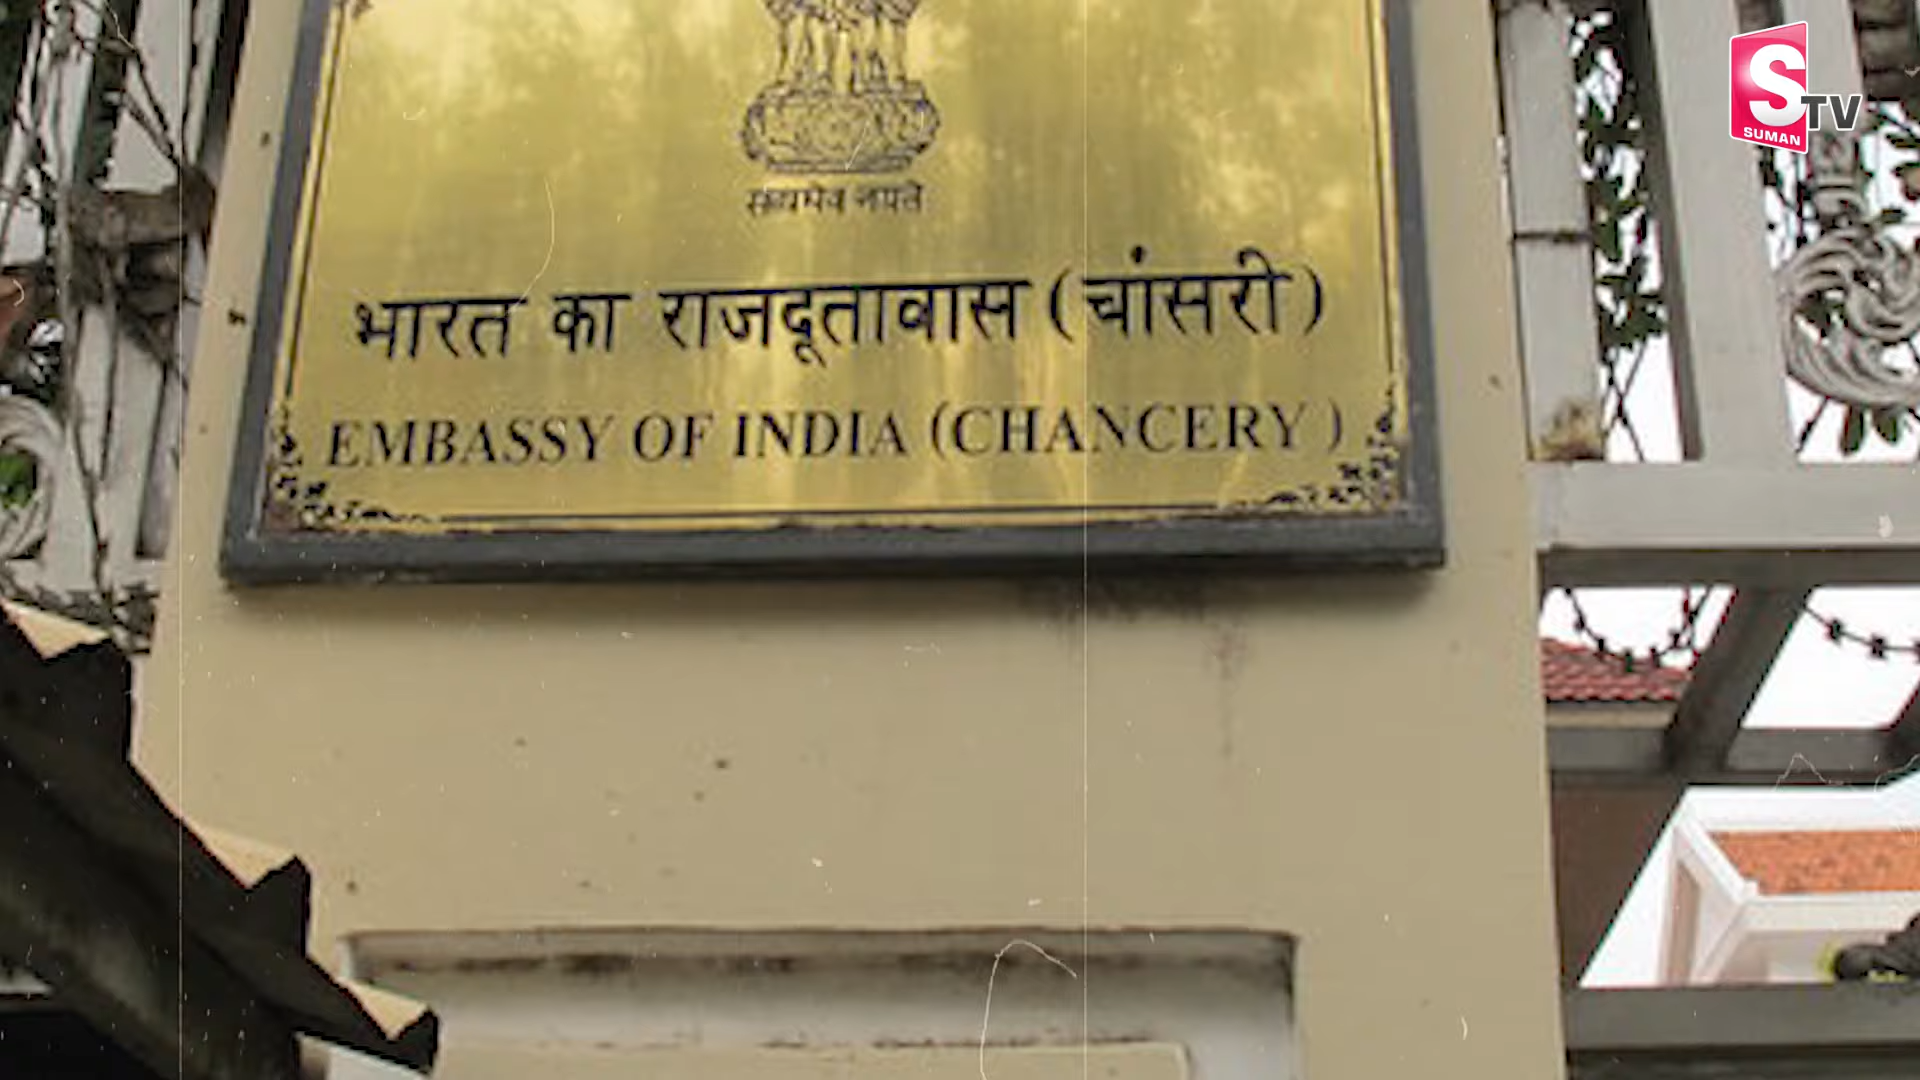 S TV
SUMAN
सत्यमेव जयते
भारत का राजदूतावास (चांसरी)
EMBASSY OF INDIA (CHANCERY )